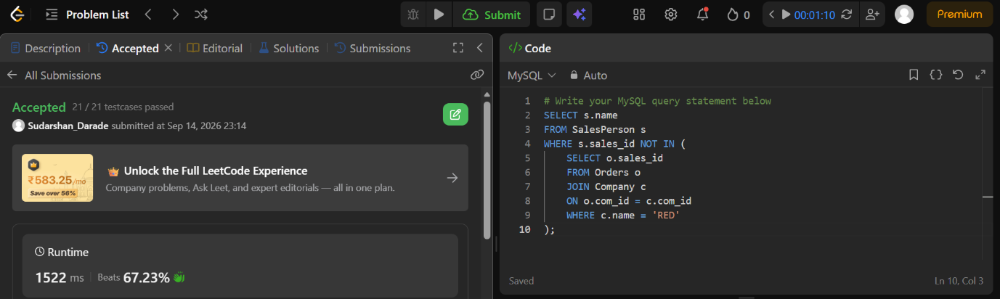 Problem List
Submit
0
00:01:10
Premium
Description
Accepted
Editorial
Solutions
Submissions
All Submissions
Accepted 21 / 21 testcases passed
Sudarshan_Darade submitted at Sep 14, 2026 23:14
₹583.25/mo
Save over 56%
Unlock the Full LeetCode Experience
Company problems, Ask Leet, and expert editorials — all in one plan.
Runtime
1522 ms Beats 67.23%
</> Code
MySQL Auto
1 # Write your MySQL query statement below
2 SELECT s.name
3 FROM SalesPerson s
4 WHERE s.sales_id NOT IN (
5 SELECT o.sales_id
6 FROM Orders o
7 JOIN Company c
8 ON o.com_id = c.com_id
9 WHERE c.name = 'RED'
10 );
Saved
Ln 10, Col 3